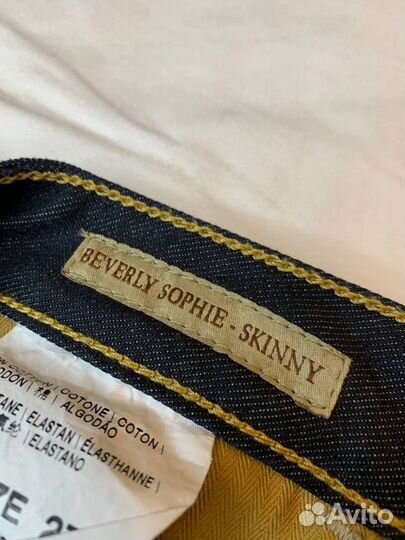 BEVERLY SOPHIE - SKINNY
COTONE | COTON |
ALGODÃO
ELASTAN | ÉLASTHANNE |
ELASTANO
Avito